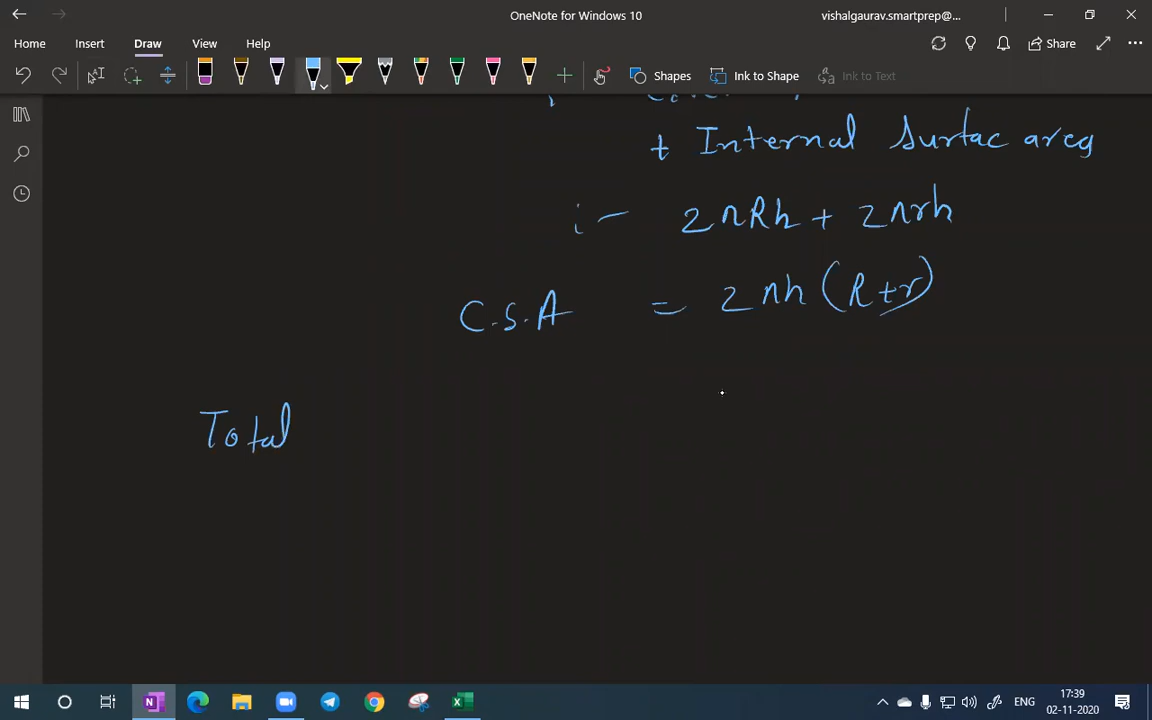 OneNote for Windows 10
vishalgaurav.smartprep@...
Home Insert Draw View Help
Share
Shapes
Ink to Shape
Ink to Text
+ Internal Surfac area
2πRh + 2πrh
C.S.A = 2πh (R+r)
Total
ENG
17:39
02-11-2020